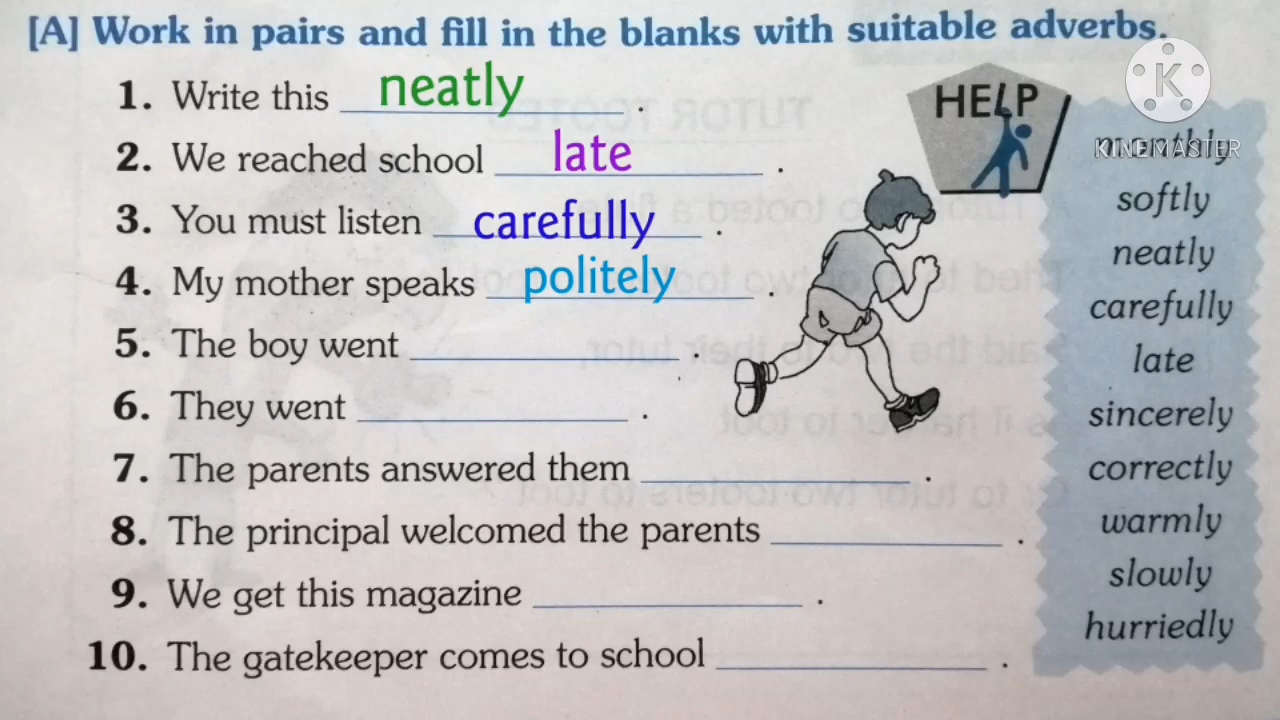 [A] Work in pairs and fill in the blanks with suitable adverbs.
1. Write this neatly .
2. We reached school late .
3. You must listen carefully .
4. My mother speaks politely .
5. The boy went .
6. They went .
7. The parents answered them .
8. The principal welcomed the parents .
9. We get this magazine .
10. The gatekeeper comes to school .
HELP
K
KINEMASTER
monthly
softly
neatly
carefully
late
sincerely
correctly
warmly
slowly
hurriedly